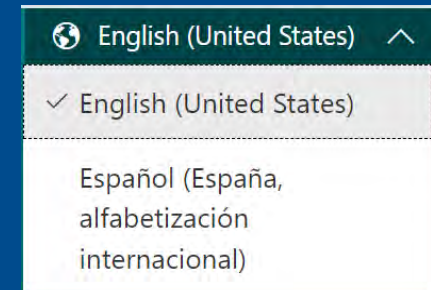 English (United States)
English (United States)
Español (España,
alfabetización
internacional)